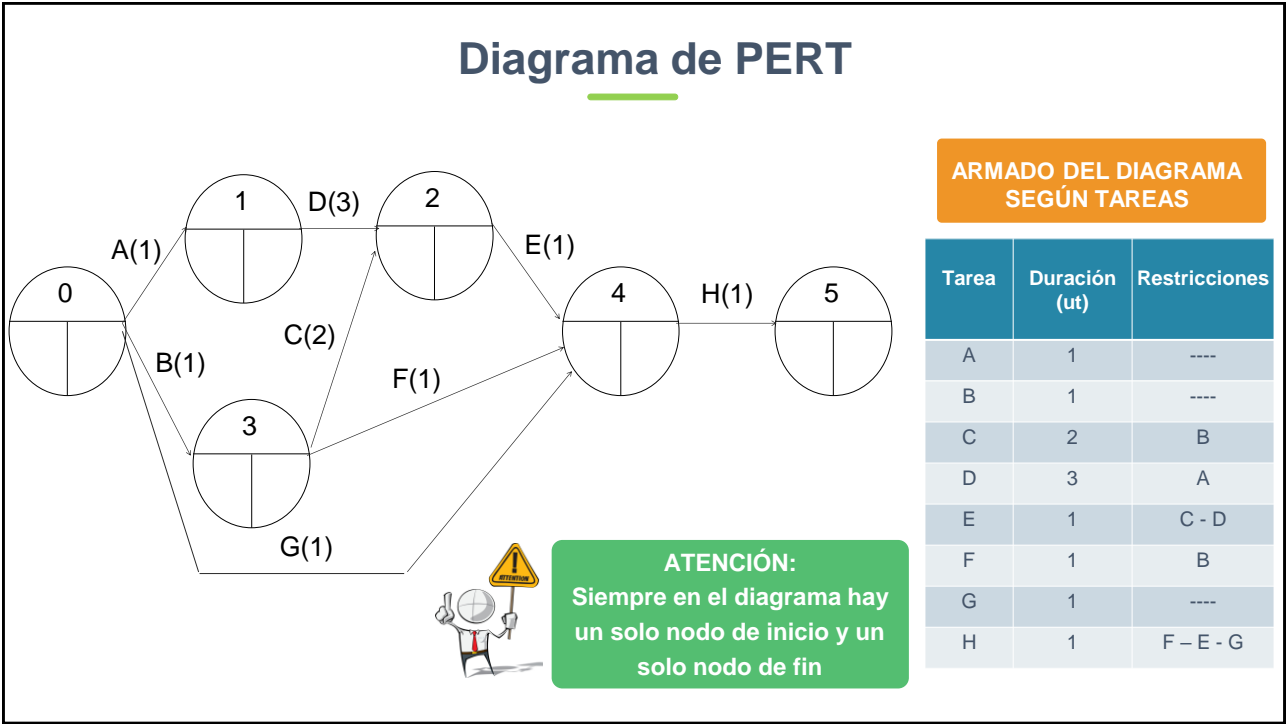 Diagrama de PERT
ARMADO DEL DIAGRAMA
SEGÚN TAREAS
1
D(3)
2
A(1)
E(1)
0
4
H(1)
5
C(2)
B(1)
F(1)
3
G(1)
Tarea Duración (ut) Restricciones
A 1 ----
B 1 ----
C 2 B
D 3 A
E 1 C - D
F 1 B
G 1 ----
H 1 F – E - G
ATTENTION
ATENCIÓN:
Siempre en el diagrama hay
un solo nodo de inicio y un
solo nodo de fin